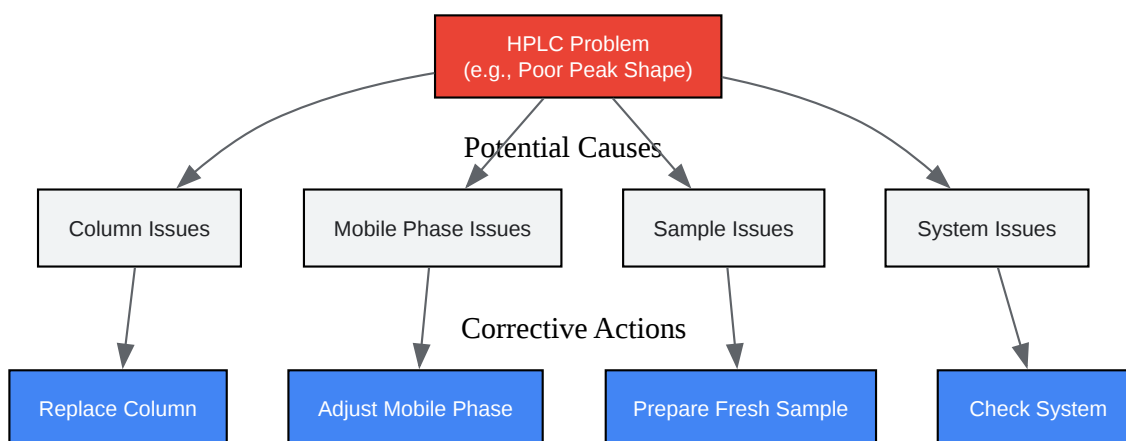 HPLC Problem
(e.g., Poor Peak Shape)
Potential Causes
Column Issues
Mobile Phase Issues
Sample Issues
System Issues
Corrective Actions
Replace Column
Adjust Mobile Phase
Prepare Fresh Sample
Check System